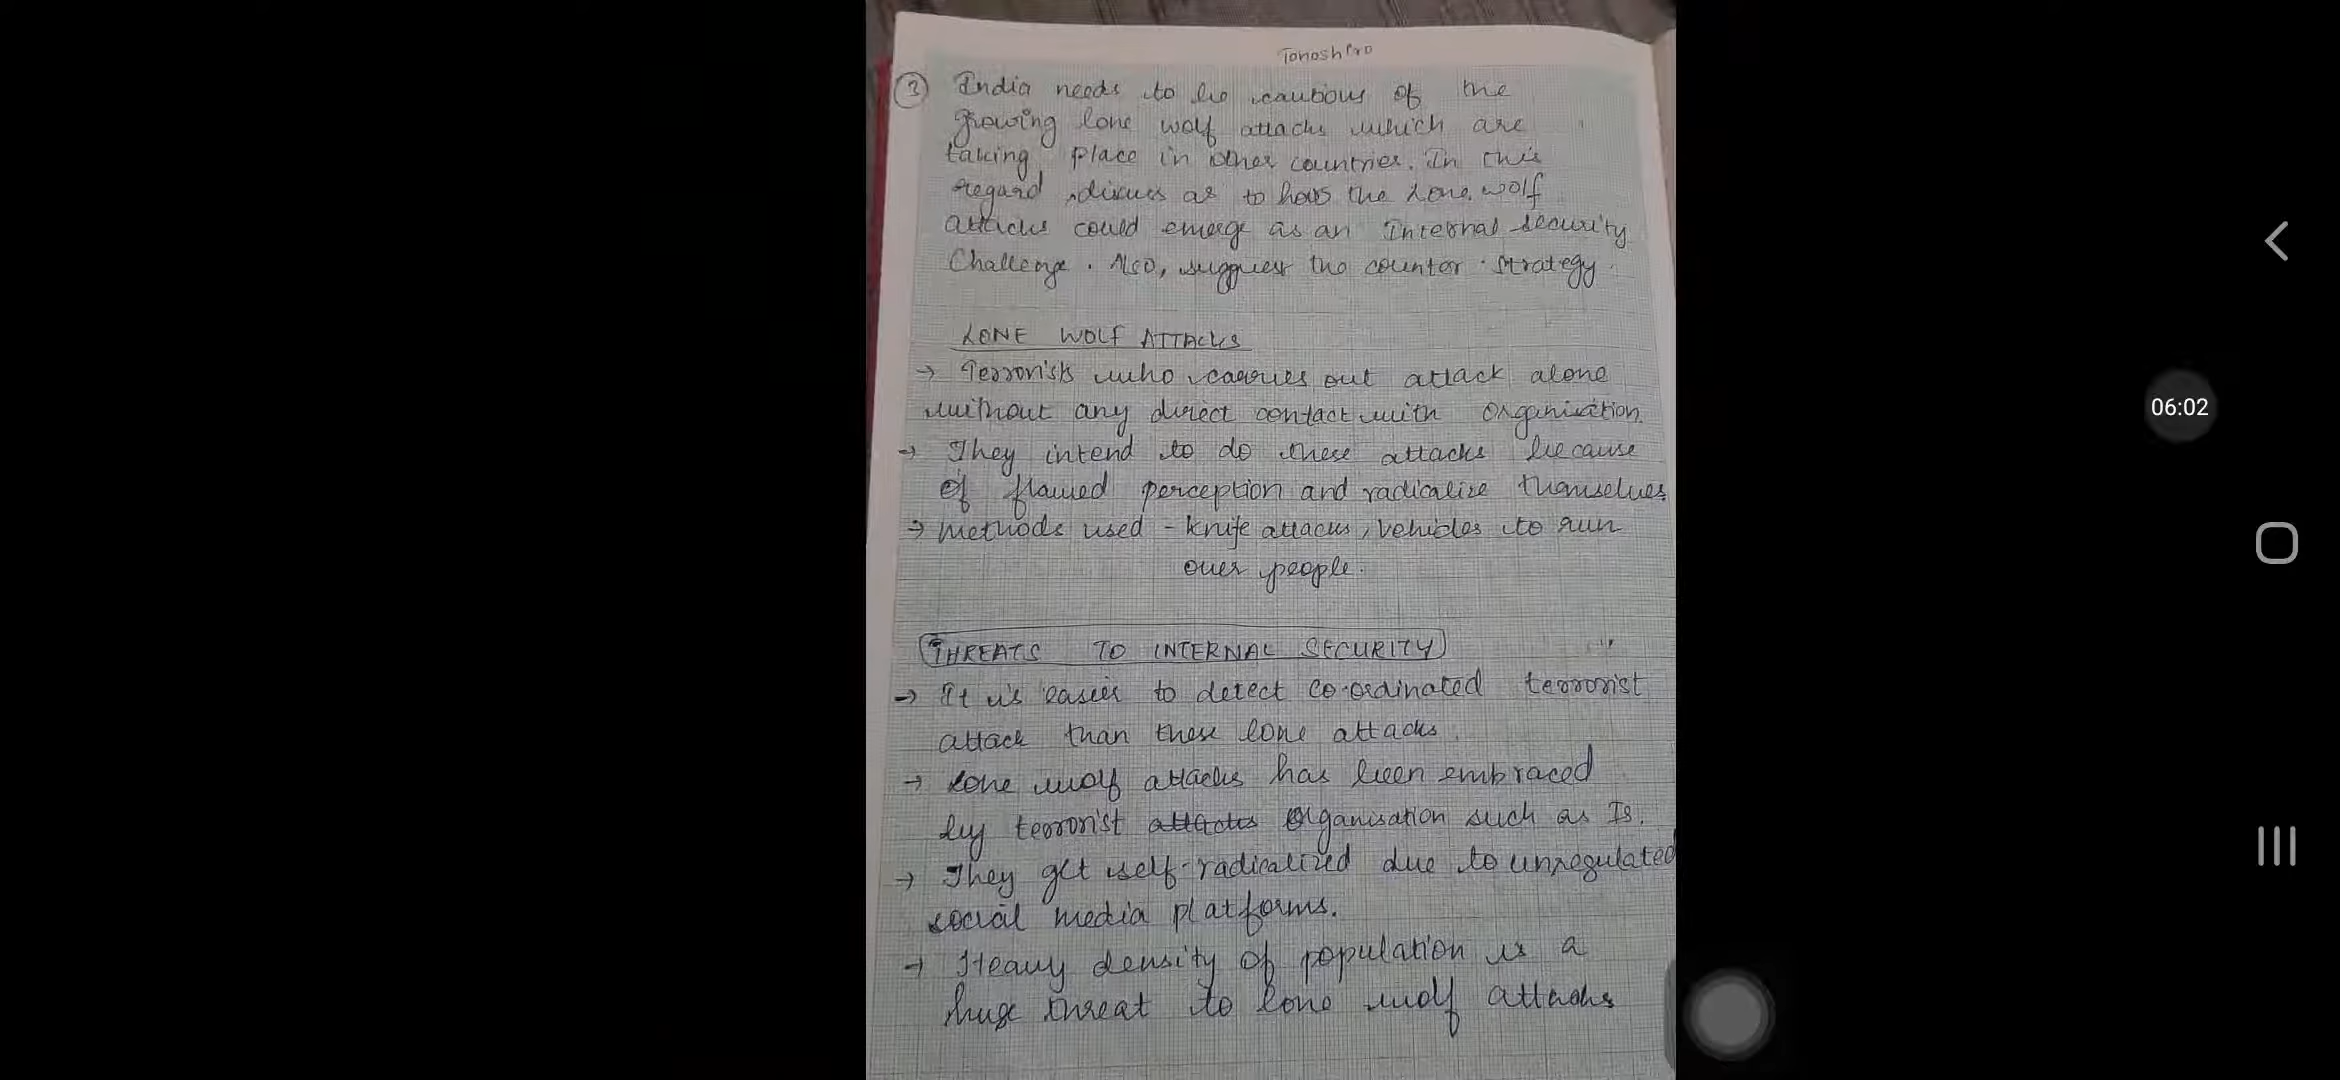 Tanoshpro
3 India needs to be cautious of the
growing lone wolf attacks which are
taking place in other countries. In this
regard, discuss as to how the Lone wolf
attacks could emerge as an Internal security
Challenge. Also, suggest the counter-strategy.
LONE WOLF ATTACKS
→ Terrorists who carries out attack alone
without any direct contact with organisation.
→ They intend to do these attacks because
of flawed perception and radicalize themselves
→ Methods used - knife attacks, vehicles to run
over people.
THREATS TO INTERNAL SECURITY
→ It is easier to detect co-ordinated terrorist
attack than these lone attacks.
→ Lone wolf attacks has been embraced
by terrorist organisation such as IS.
→ They get self-radicalized due to unregulated
social media platforms.
→ Heavy density of population is a
huge threat to lone wolf attacks
06:02